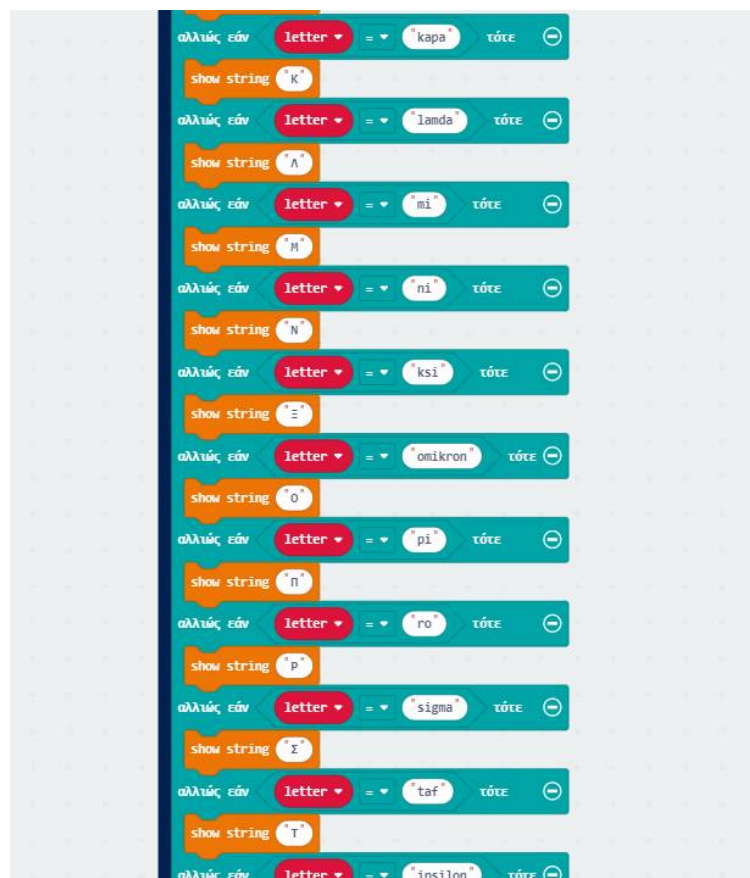 αλλιώς εάν letter = "kapa" τότε
show string "Κ"
αλλιώς εάν letter = "lamda" τότε
show string "Λ"
αλλιώς εάν letter = "mi" τότε
show string "Μ"
αλλιώς εάν letter = "ni" τότε
show string "Ν"
αλλιώς εάν letter = "ksi" τότε
show string "Ξ"
αλλιώς εάν letter = "omikron" τότε
show string "Ο"
αλλιώς εάν letter = "pi" τότε
show string "Π"
αλλιώς εάν letter = "ro" τότε
show string "Ρ"
αλλιώς εάν letter = "sigma" τότε
show string "Σ"
αλλιώς εάν letter = "taf" τότε
show string "Τ"
αλλιώς εάν letter = "ipsilon" τότε